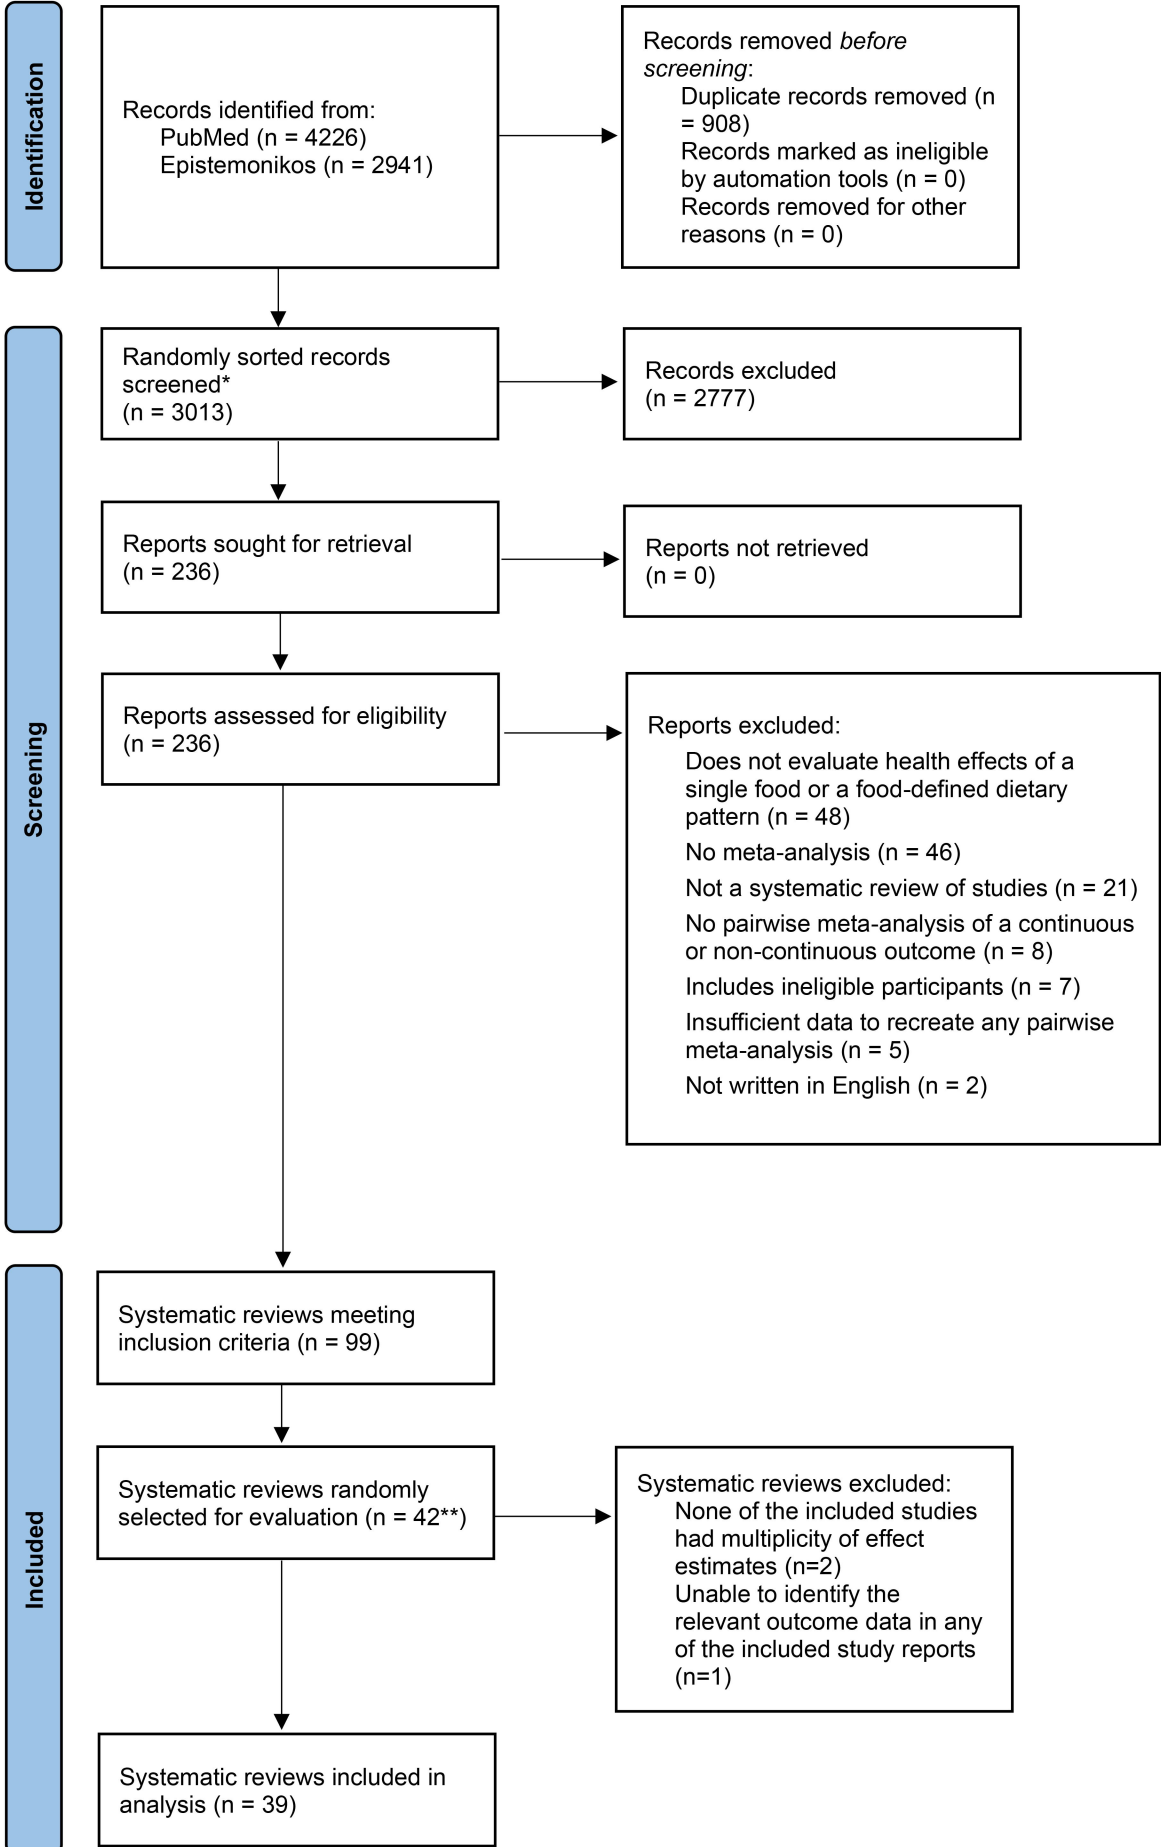 Identification
Records identified from:
PubMed (n = 4226)
Epistemonikos (n = 2941)
Records removed before
screening:
Duplicate records removed (n
= 908)
Records marked as ineligible
by automation tools (n = 0)
Records removed for other
reasons (n = 0)
Screening
Randomly sorted records
screened*
(n = 3013)
Records excluded
(n = 2777)
Reports sought for retrieval
(n = 236)
Reports not retrieved
(n = 0)
Reports assessed for eligibility
(n = 236)
Reports excluded:
Does not evaluate health effects of a
single food or a food-defined dietary
pattern (n = 48)
No meta-analysis (n = 46)
Not a systematic review of studies (n = 21)
No pairwise meta-analysis of a continuous
or non-continuous outcome (n = 8)
Includes ineligible participants (n = 7)
Insufficient data to recreate any pairwise
meta-analysis (n = 5)
Not written in English (n = 2)
Included
Systematic reviews meeting
inclusion criteria (n = 99)
Systematic reviews randomly
selected for evaluation (n = 42**)
Systematic reviews excluded:
None of the included studies
had multiplicity of effect
estimates (n=2)
Unable to identify the
relevant outcome data in any
of the included study reports
(n=1)
Systematic reviews included in
analysis (n = 39)